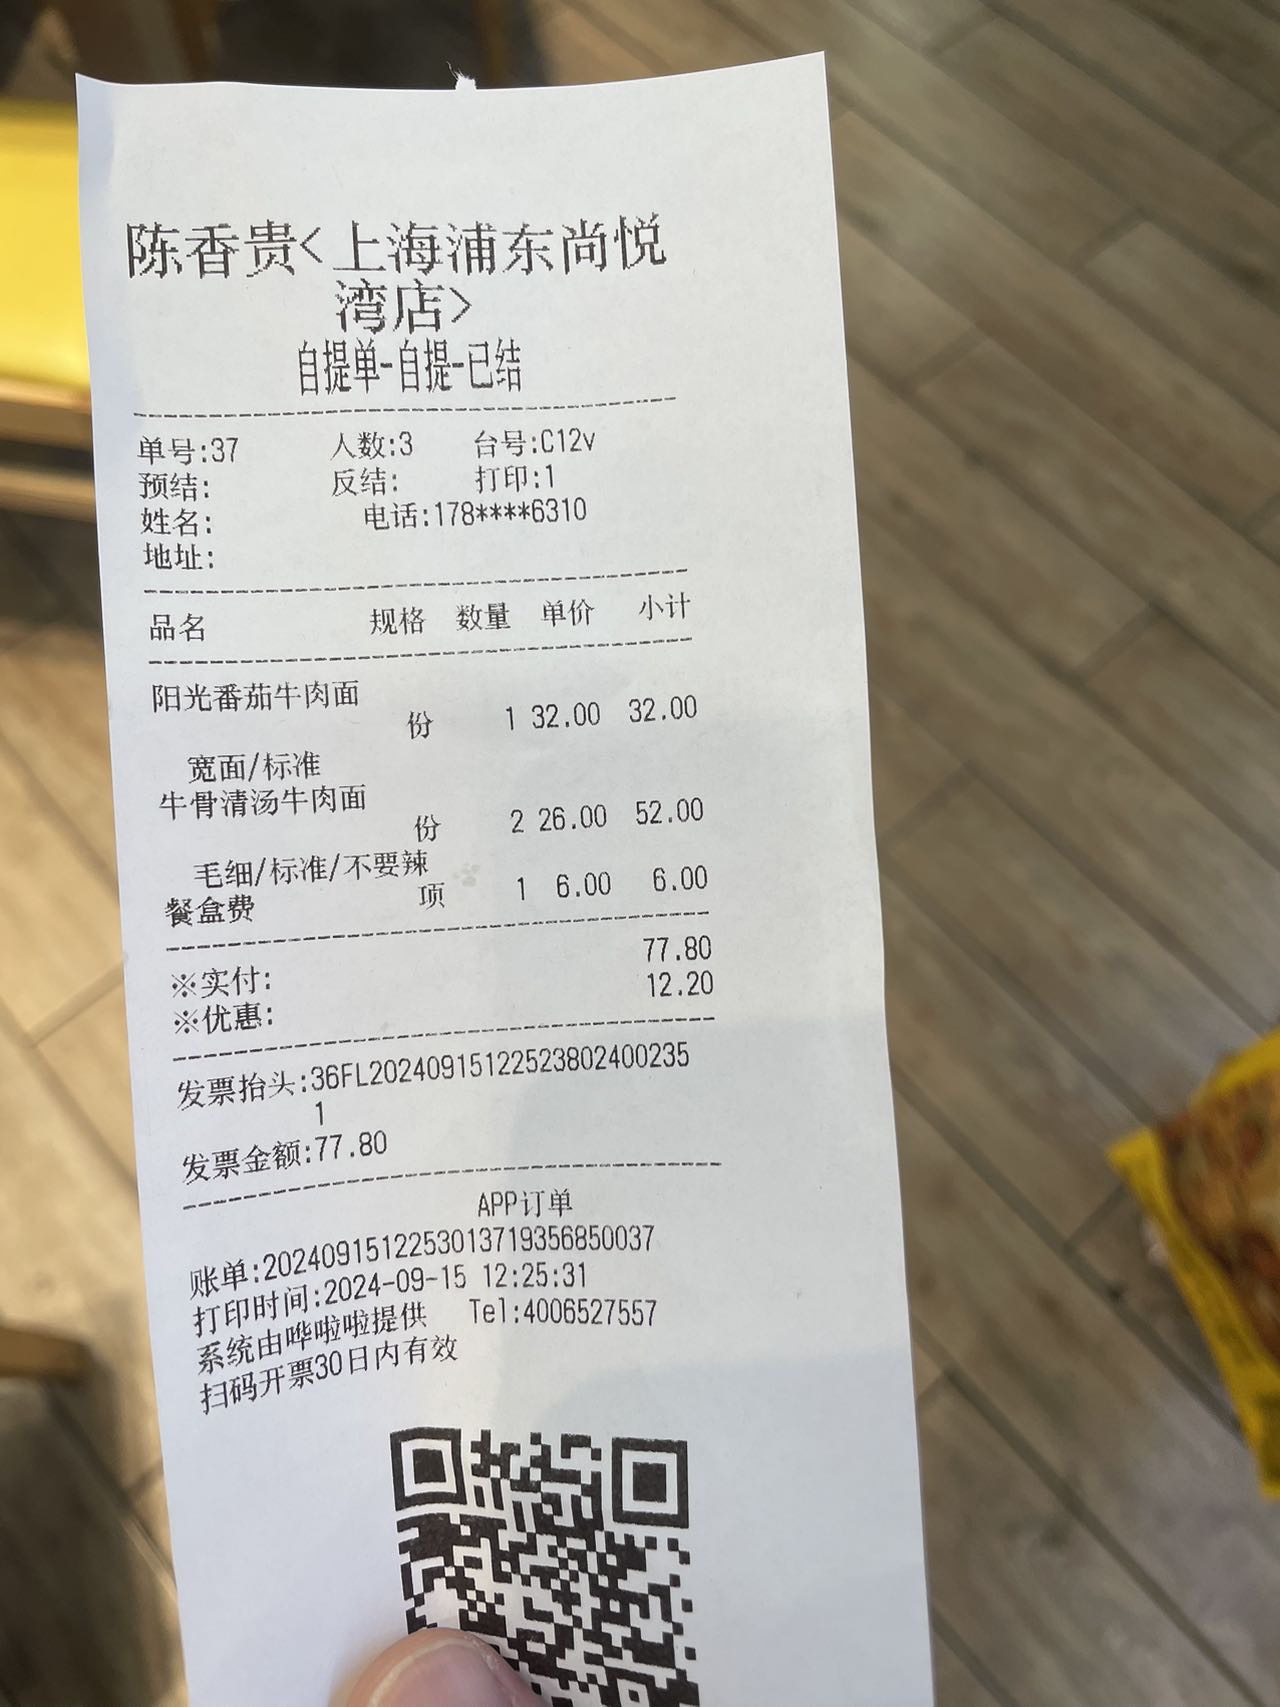 陈香贵<上海浦东尚悦
湾店>
自提单-自提-已结
单号:37 人数:3 台号:C12v
预结: 反结: 打印:1
姓名: 电话:178****6310
地址:
品名 规格 数量 单价 小计
阳光番茄牛肉面
份 1 32.00 32.00
宽面/标准
牛骨清汤牛肉面
份 2 26.00 52.00
毛细/标准/不要辣
餐盒费 项 1 6.00 6.00
※实付: 77.80
※优惠: 12.20
发票抬头:36FL20240915122523802400235
1
发票金额:77.80
APP订单
账单:20240915122530137193568500​37
打印时间:2024-09-15 12:25:31
系统由哗啦啦提供 Tel:4006527557
扫码开票30日内有效